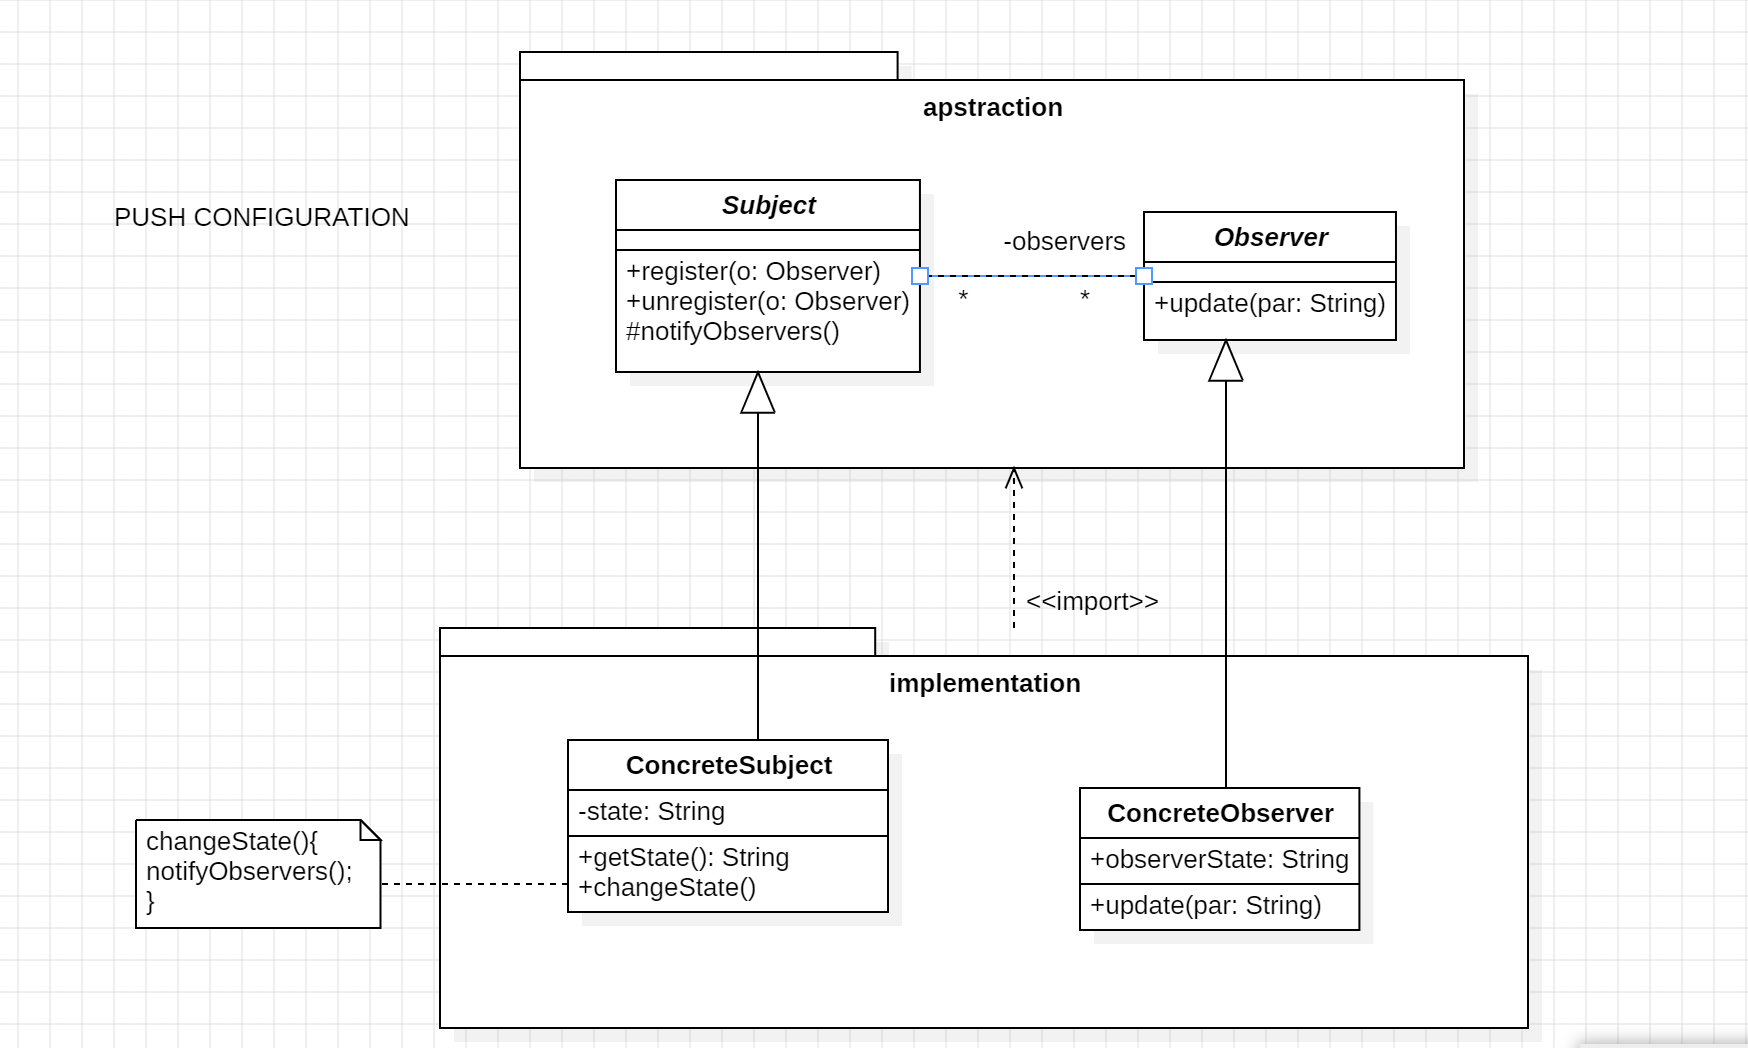 PUSH CONFIGURATION
apstraction
Subject
+register(o: Observer)
+unregister(o: Observer)
#notifyObservers()
-observers
*
*
Observer
+update(par: String)
<<import>>
implementation
ConcreteSubject
-state: String
+getState(): String
+changeState()
changeState(){
notifyObservers();
}
ConcreteObserver
+observerState: String
+update(par: String)